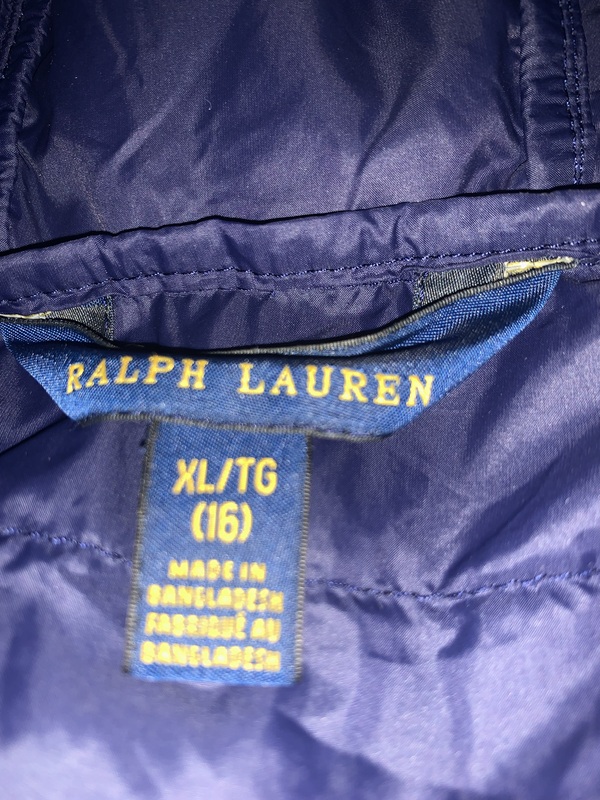 RALPH LAUREN
XL/TG
(16)
MADE IN
BANGLADESH
FABRIQUÉ AU
BANGLADESH